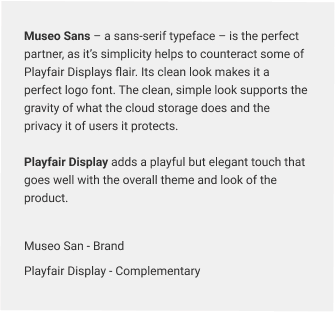 Museo Sans – a sans-serif typeface – is the perfect
partner, as it's simplicity helps to counteract some of
Playfair Displays flair. Its clean look makes it a
perfect logo font. The clean, simple look supports the
gravity of what the cloud storage does and the
privacy it of users it protects.
Playfair Display adds a playful but elegant touch that
goes well with the overall theme and look of the
product.
Museo San - Brand
Playfair Display - Complementary